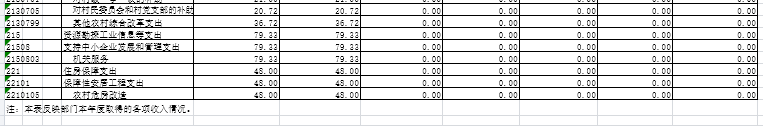 2130705 对村民委员会和村党支部的补助 20.72 20.72 0.00 0.00 0.00 0.00 0.00
2130799 其他农村综合改革支出 36.72 36.72 0.00 0.00 0.00 0.00 0.00
215 资源勘探工业信息等支出 79.33 79.33 0.00 0.00 0.00 0.00 0.00
21508 支持中小企业发展和管理支出 79.33 79.33 0.00 0.00 0.00 0.00 0.00
2150803 机关服务 79.33 79.33 0.00 0.00 0.00 0.00 0.00
221 住房保障支出 48.00 48.00 0.00 0.00 0.00 0.00 0.00
22101 保障性安居工程支出 48.00 48.00 0.00 0.00 0.00 0.00 0.00
2210105 农村危房改造 48.00 48.00 0.00 0.00 0.00 0.00 0.00
注：本表反映部门本年度取得的各项收入情况。